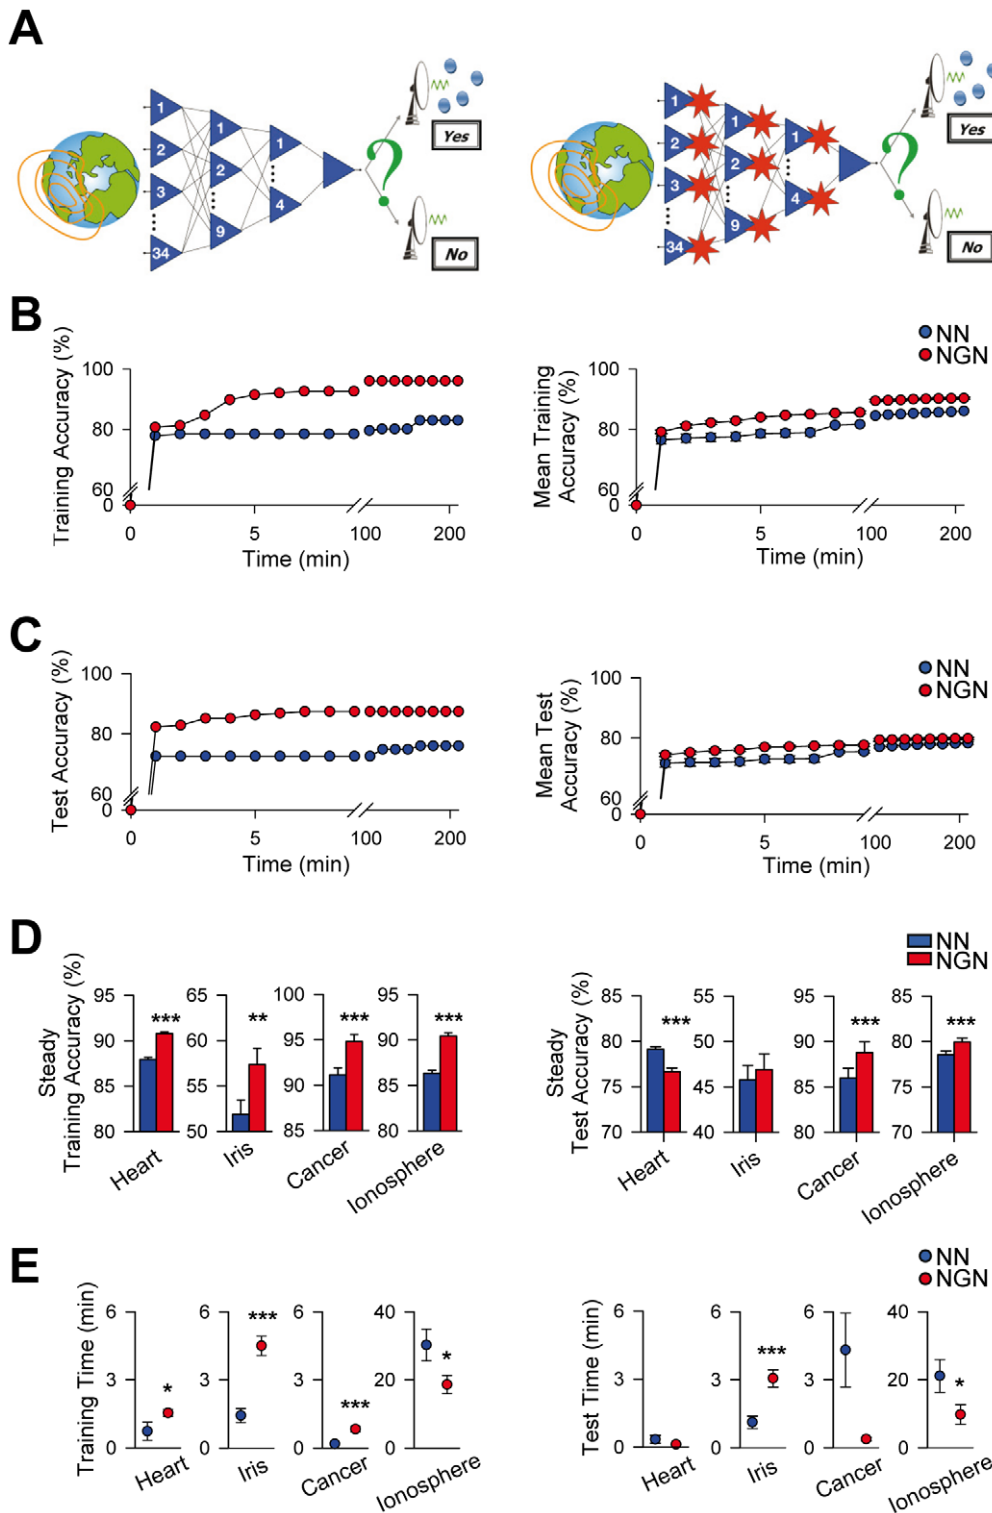 A
1
2
3
34
1
2
9
1
4
?
Yes
No
1
2
3
34
1
2
9
1
4
?
Yes
No
B
Training Accuracy (%)
100
80
60
0
0
5
100
200
Time (min)
Mean Training
Accuracy (%)
100
80
60
0
0
5
100
200
Time (min)
NN
NGN
C
Test Accuracy (%)
100
80
60
0
0
5
100
200
Time (min)
Mean Test
Accuracy (%)
100
80
60
0
0
5
100
200
Time (min)
NN
NGN
D
NN
NGN
Steady
Training Accuracy (%)
95
90
85
80
***
Heart
65
60
55
50
**
Iris
100
95
90
85
***
Cancer
95
90
85
80
***
Ionosphere
Steady
Test Accuracy (%)
85
80
75
70
***
Heart
55
50
45
40
Iris
95
90
85
80
***
Cancer
85
80
75
70
***
Ionosphere
E
NN
NGN
Training Time (min)
6
3
0
*
Heart
6
3
0
***
Iris
6
3
0
***
Cancer
40
20
0
*
Ionosphere
Test Time (min)
6
3
0
Heart
6
3
0
***
Iris
6
3
0
Cancer
40
20
0
*
Ionosphere